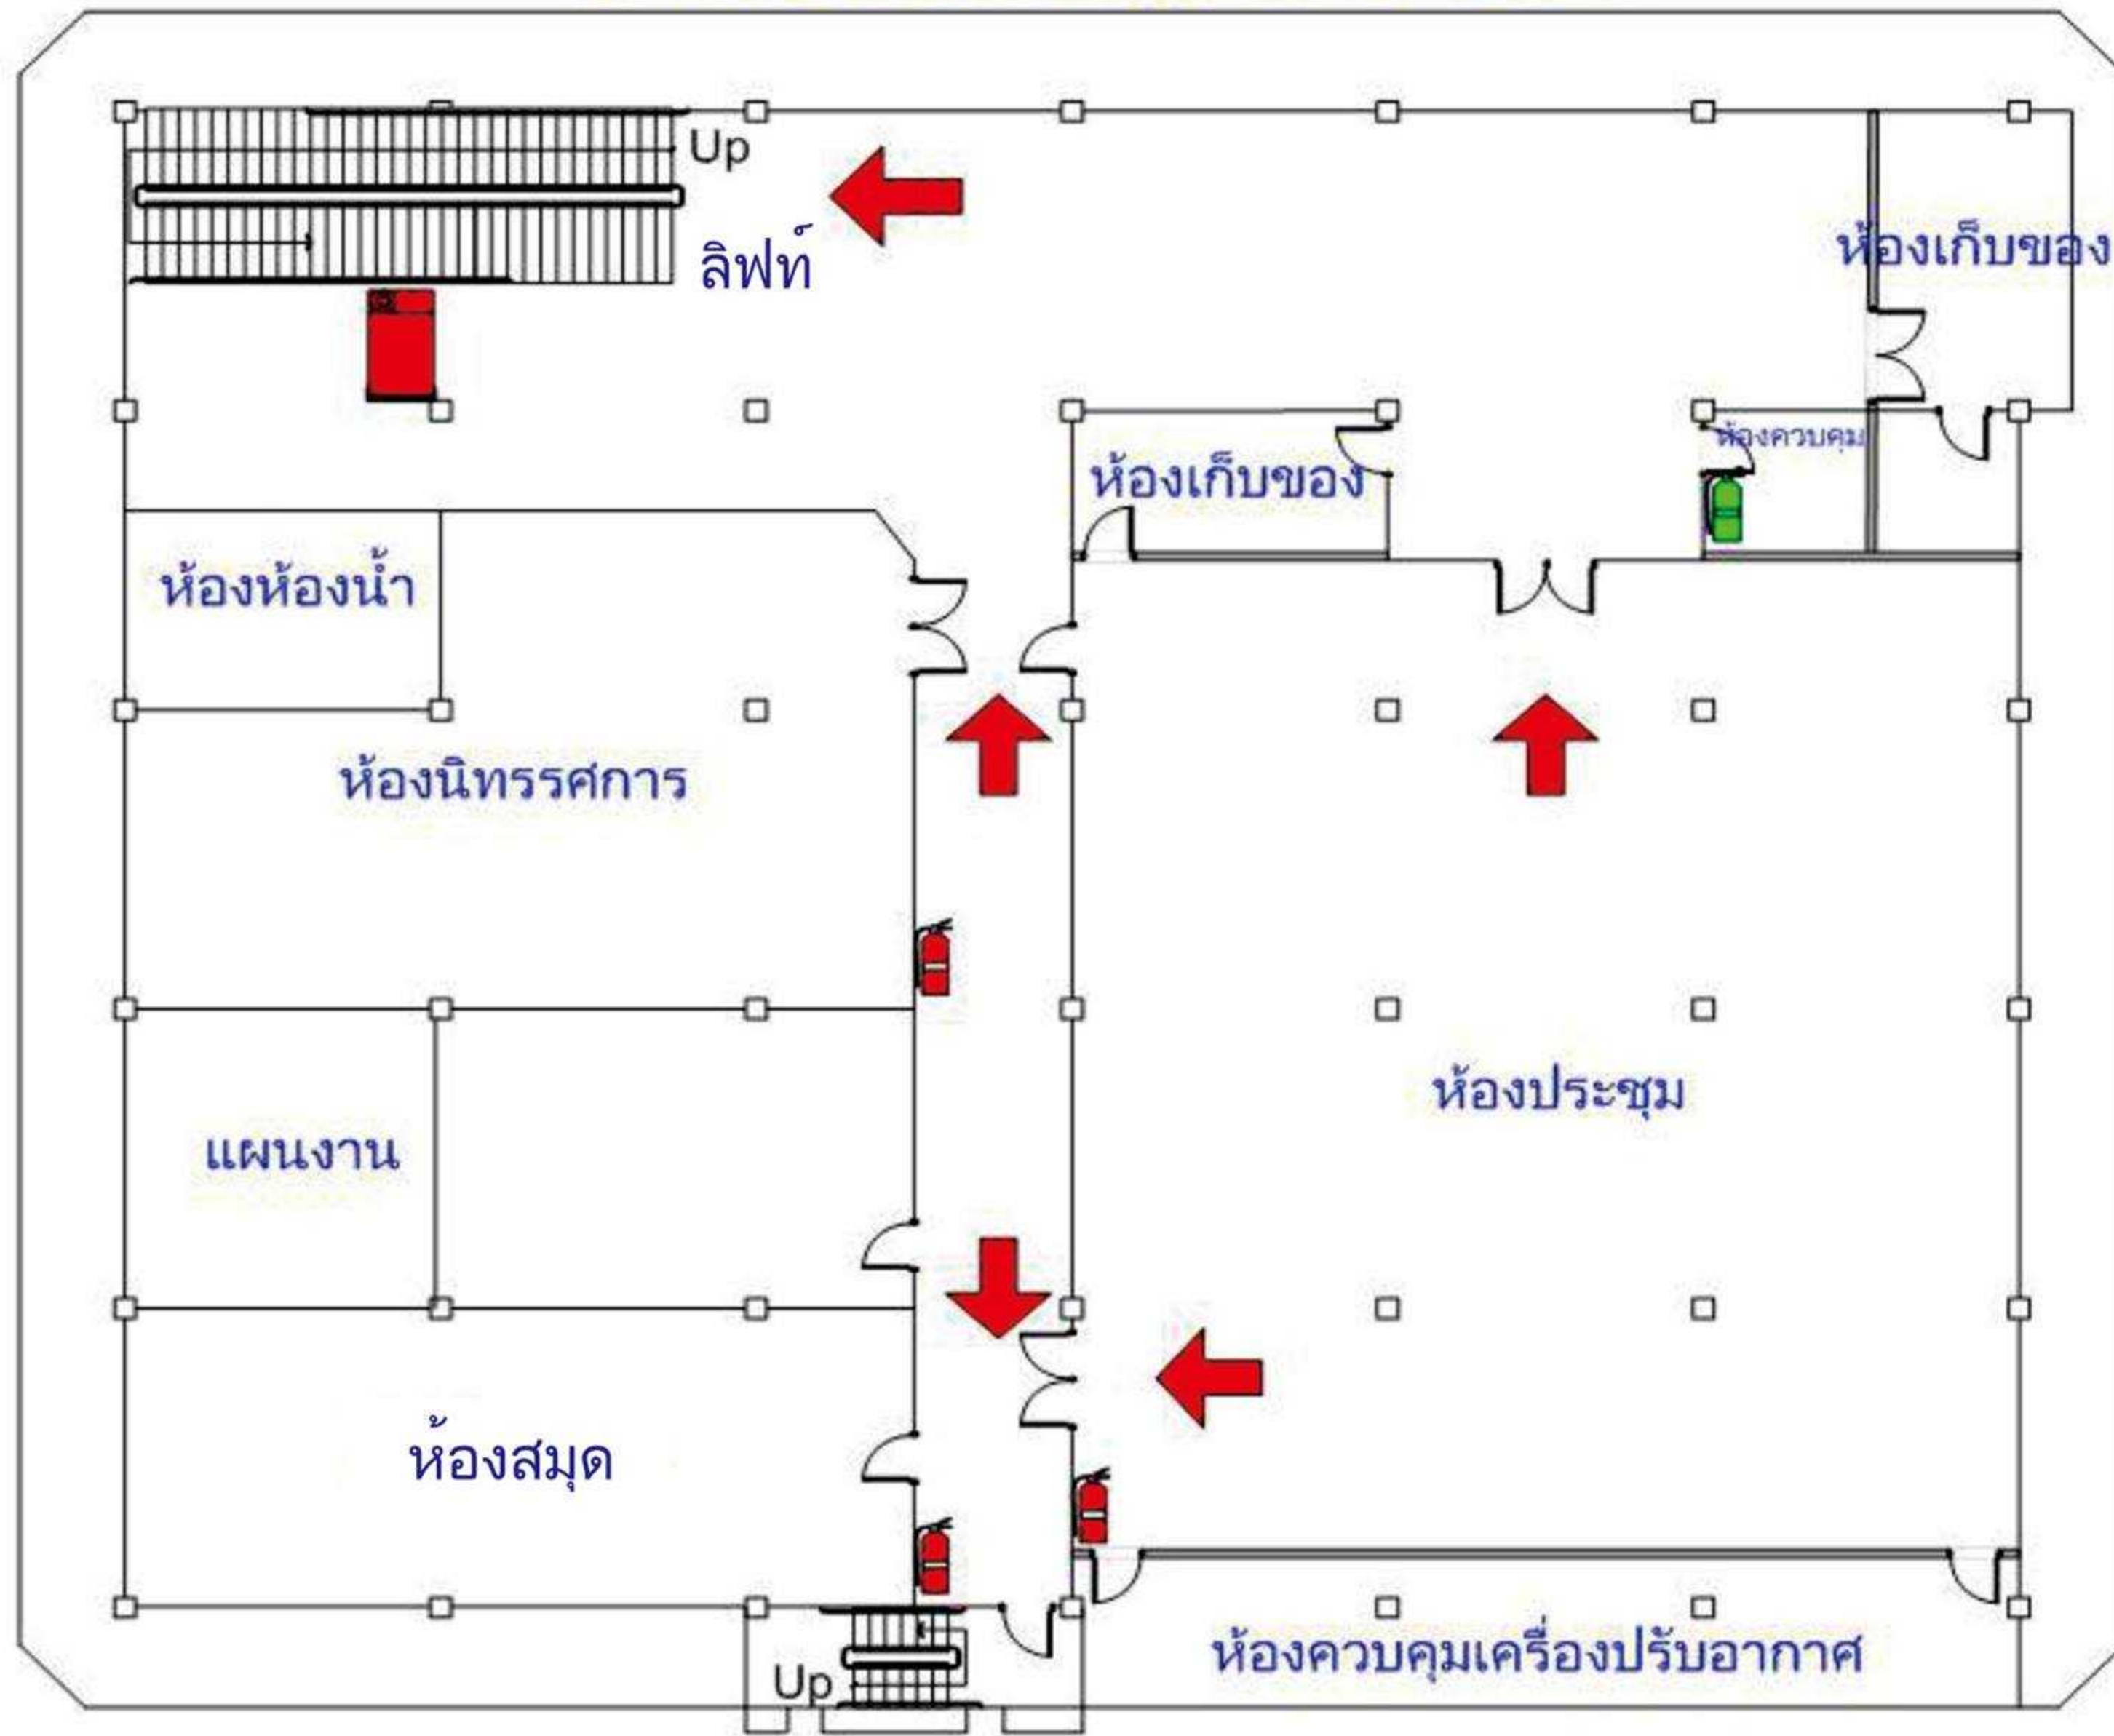 Up
ลิฟท์
ห้องเก็บของ
ห้องควบคุม
ห้องเก็บของ
ห้องห้องน้ำ
ห้องนิทรรศการ
ห้องประชุม
แผนงาน
ห้องสมุด
ห้องควบคุมเครื่องปรับอากาศ
Up